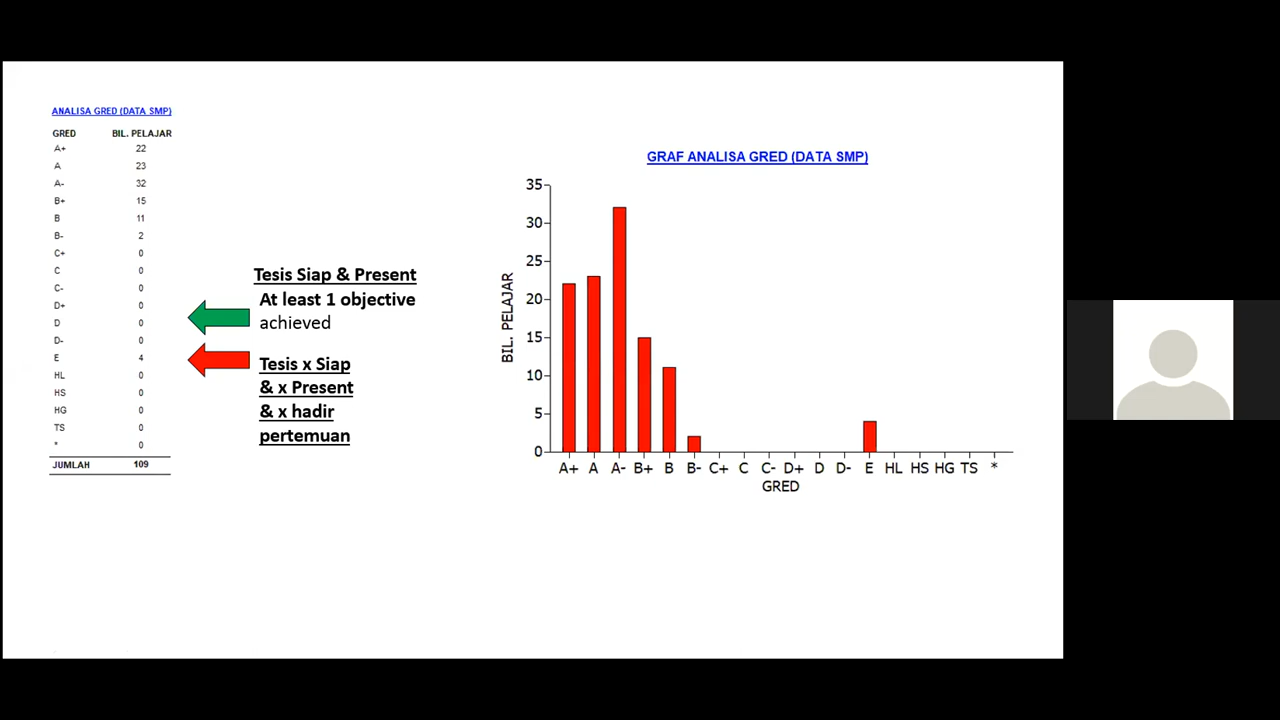 ANALISA GRED (DATA SMP)
GRED BIL. PELAJAR
A+ 22
A 23
A- 32
B+ 15
B 11
B- 2
C+ 0
C 0
C- 0
D+ 0
D 0
D- 0
E 4
HL 0
HS 0
HG 0
TS 0
* 0
JUMLAH 109
Tesis Siap & Present
At least 1 objective
achieved
Tesis x Siap
& x Present
& x hadir
pertemuan
GRAF ANALISA GRED (DATA SMP)
BIL. PELAJAR
35
30
25
20
15
10
5
0
A+ A A- B+ B B- C+ C C- D+ D D- E HL HS HG TS *
GRED